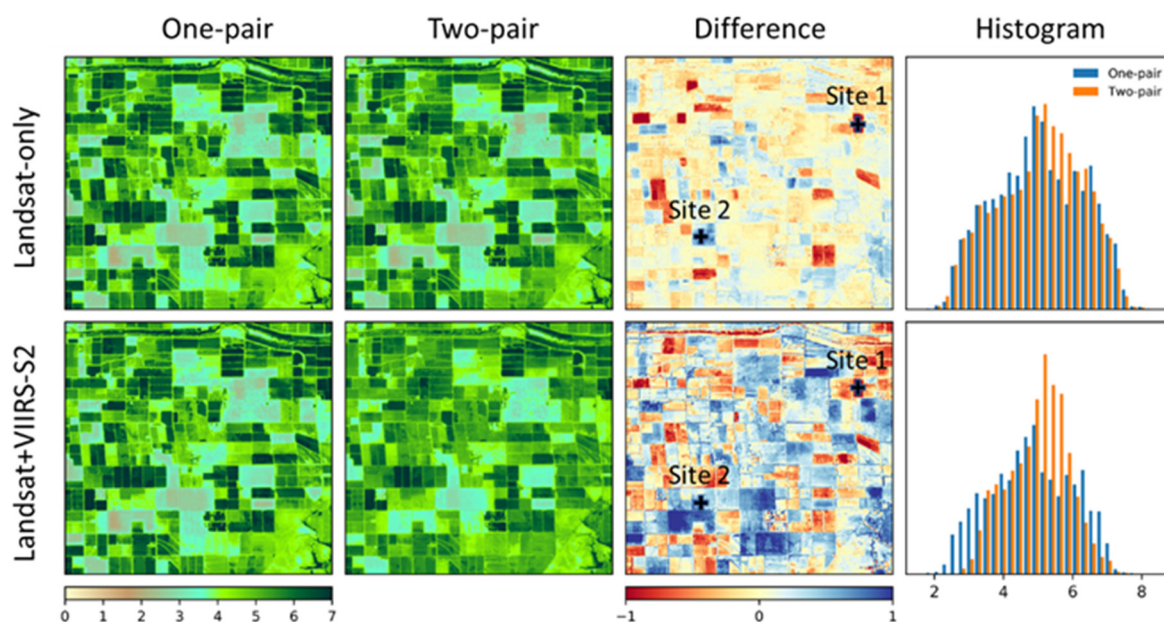 One-pair Two-pair Difference Histogram
Landsat-only
Site 1
Site 2
One-pair
Two-pair
Landsat+VIIRS-S2
Site 1
Site 2
0 1 2 3 4 5 6 7
−1 0 1
2 4 6 8